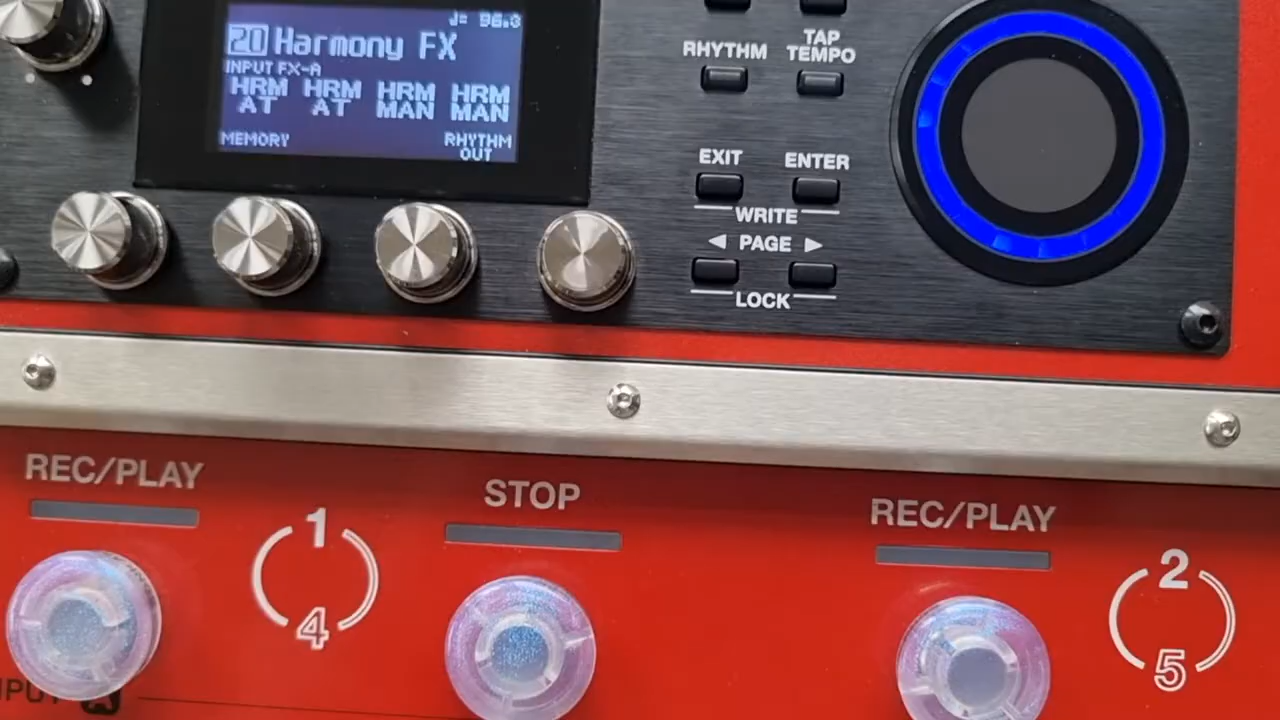 ♩= 96.0
20 Harmony FX
INPUT FX-A
HRM AT HRM AT HRM MAN HRM MAN
MEMORY RHYTHM OUT
RHYTHM
TAP TEMPO
EXIT ENTER
WRITE
◀ PAGE ▶
LOCK
REC/PLAY
1
4
STOP
REC/PLAY
2
5
A